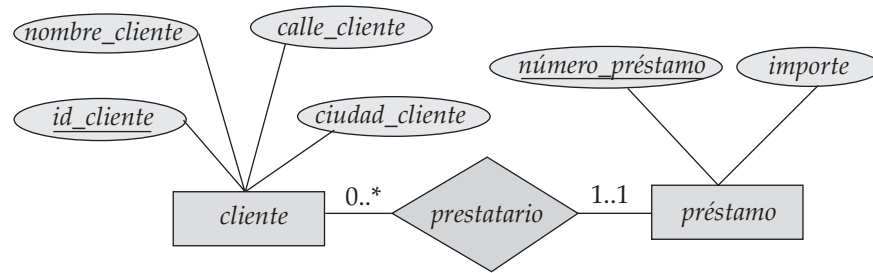 nombre_cliente
calle_cliente
número_préstamo
importe
id_cliente
ciudad_cliente
cliente
0..*
prestatario
1..1
préstamo